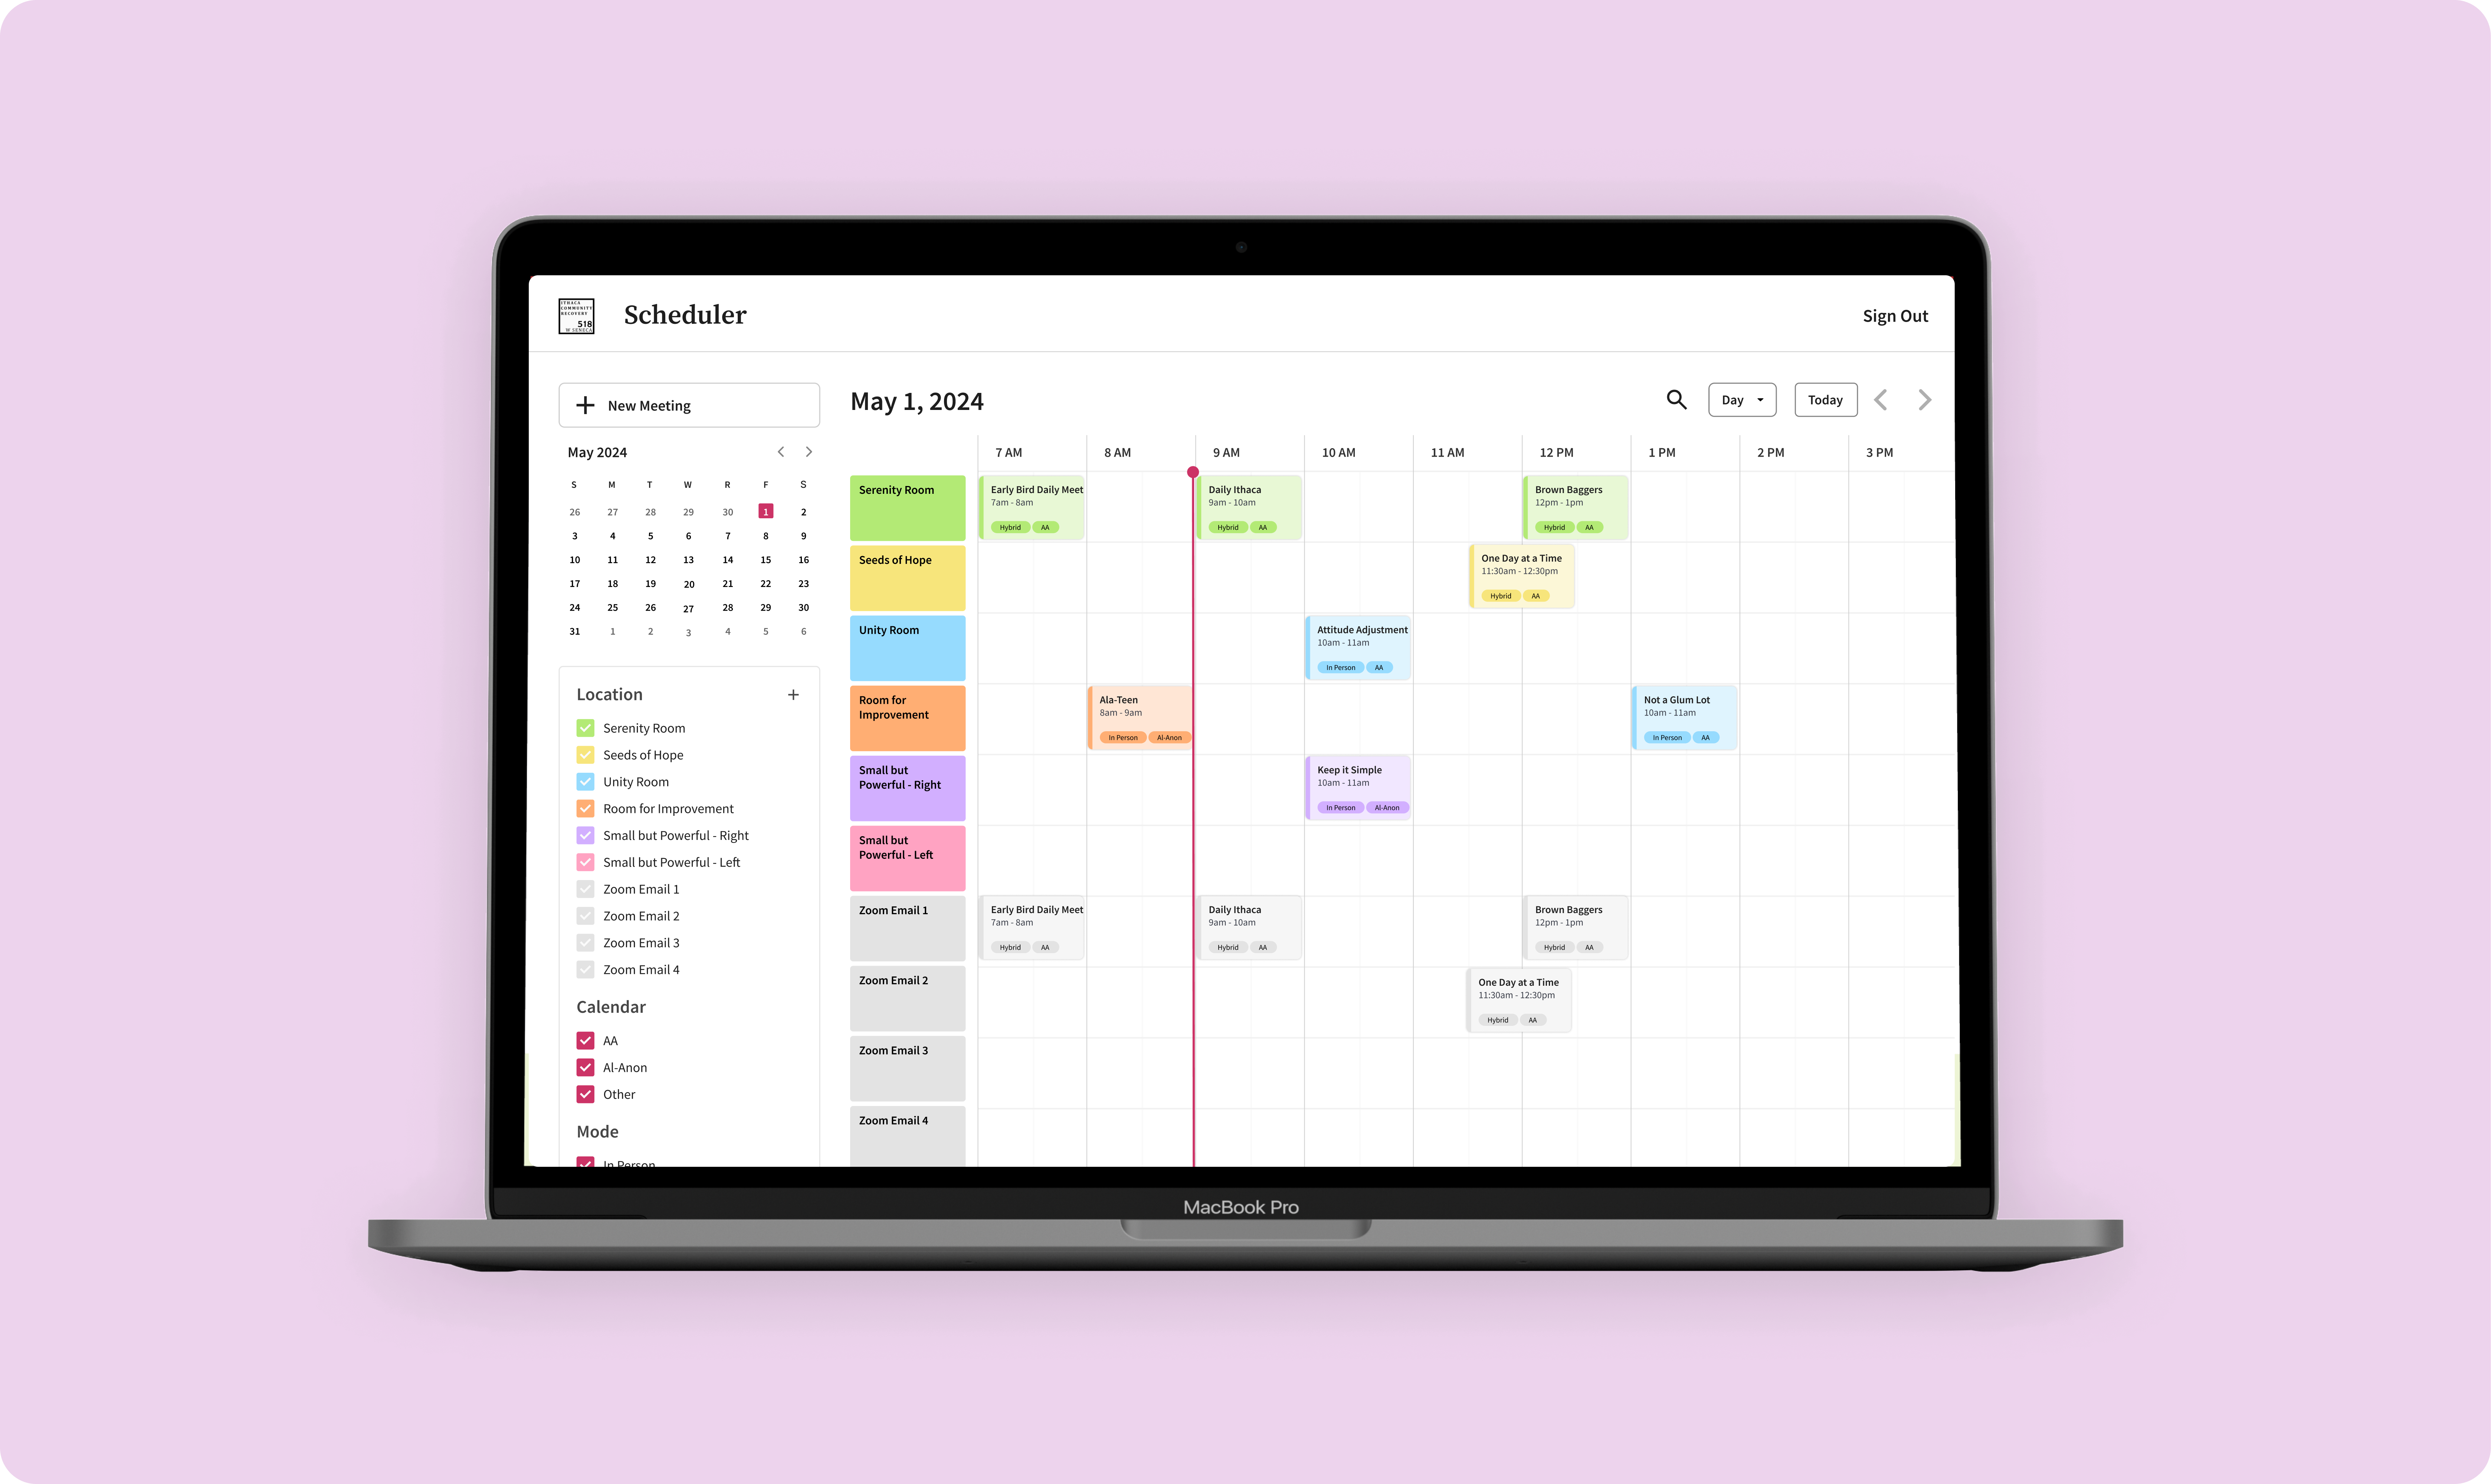 ITHACA
COMMUNITY
RECOVERY
518
W SENECA
Scheduler
Sign Out
New Meeting
May 2024
S M T W R F S
26 27 28 29 30 1 2
3 4 5 6 7 8 9
10 11 12 13 14 15 16
17 18 19 20 21 22 23
24 25 26 27 28 29 30
31 1 2 3 4 5 6
Location
Serenity Room
Seeds of Hope
Unity Room
Room for Improvement
Small but Powerful - Right
Small but Powerful - Left
Zoom Email 1
Zoom Email 2
Zoom Email 3
Zoom Email 4
Calendar
AA
Al-Anon
Other
Mode
In Person
May 1, 2024
Day
Today
7 AM 8 AM 9 AM 10 AM 11 AM 12 PM 1 PM 2 PM 3 PM
Serenity Room
Early Bird Daily Meet
7am - 8am
Hybrid AA
Daily Ithaca
9am - 10am
Hybrid AA
Brown Baggers
12pm - 1pm
Hybrid AA
Seeds of Hope
One Day at a Time
11:30am - 12:30pm
Hybrid AA
Unity Room
Attitude Adjustment
10am - 11am
In Person AA
Room for
Improvement
Ala-Teen
8am - 9am
In Person Al-Anon
Not a Glum Lot
10am - 11am
In Person AA
Small but
Powerful - Right
Keep it Simple
10am - 11am
In Person Al-Anon
Small but
Powerful - Left
Zoom Email 1
Early Bird Daily Meet
7am - 8am
Hybrid AA
Daily Ithaca
9am - 10am
Hybrid AA
Brown Baggers
12pm - 1pm
Hybrid AA
Zoom Email 2
One Day at a Time
11:30am - 12:30pm
Hybrid AA
Zoom Email 3
Zoom Email 4
MacBook Pro